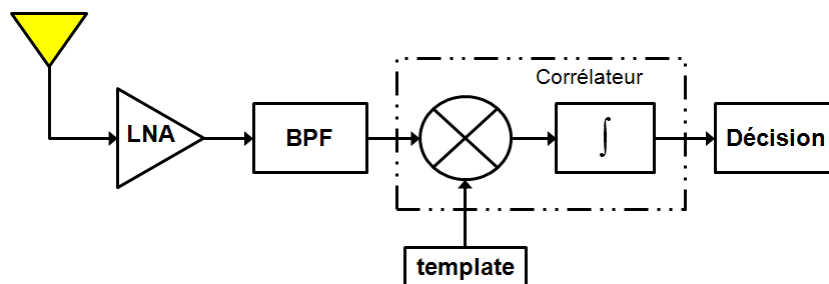 Corrélateur
LNA
BPF
∫
Décision
template